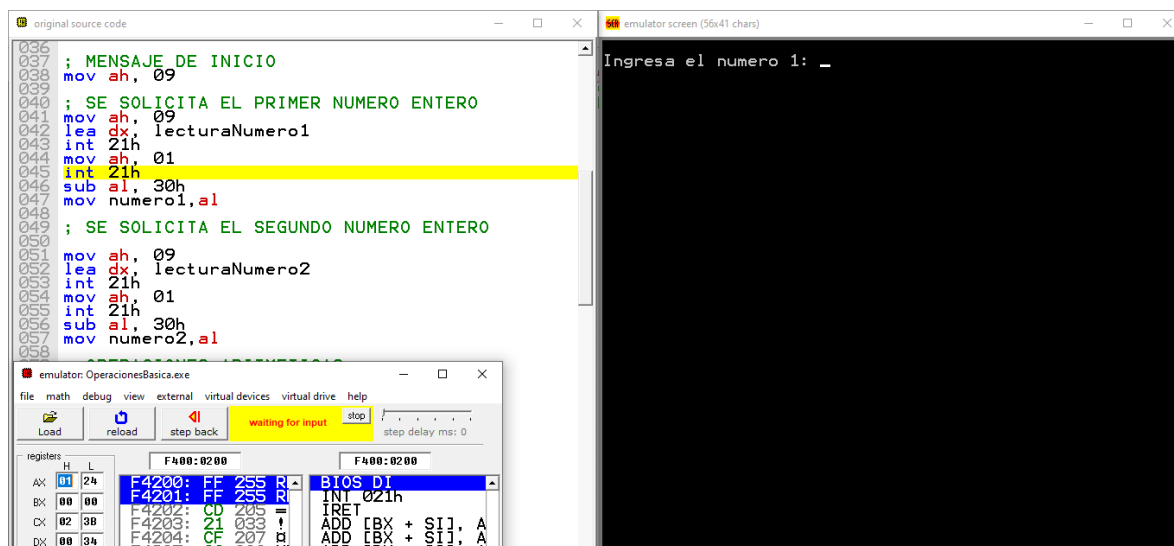 original source code
036
037 ; MENSAJE DE INICIO
038 mov ah, 09
039
040 ; SE SOLICITA EL PRIMER NUMERO ENTERO
041 mov ah, 09
042 lea dx, lecturaNumero1
043 int 21h
044 mov ah, 01
045 int 21h
046 sub al, 30h
047 mov numero1,al
048
049 ; SE SOLICITA EL SEGUNDO NUMERO ENTERO
050
051 mov ah, 09
052 lea dx, lecturaNumero2
053 int 21h
054 mov ah, 01
055 int 21h
056 sub al, 30h
057 mov numero2,al
058
emulator screen (56x41 chars)
Ingresa el numero 1: _
emulator: OperacionesBasica.exe
file math debug view external virtual devices virtual drive help
Load reload step back waiting for input stop step delay ms: 0
registers
H L
F400:0200 F400:0200
AX 01 24
BX 00 00
CX 02 3B
DX 00 34
F4200: FF 255 R
F4201: FF 255 R
F4202: CD 205 =
F4203: 21 033 !
F4204: CF 207 ¤
BIOS DI
INT 021h
IRET
ADD [BX + SI], A
ADD [BX + SI], A